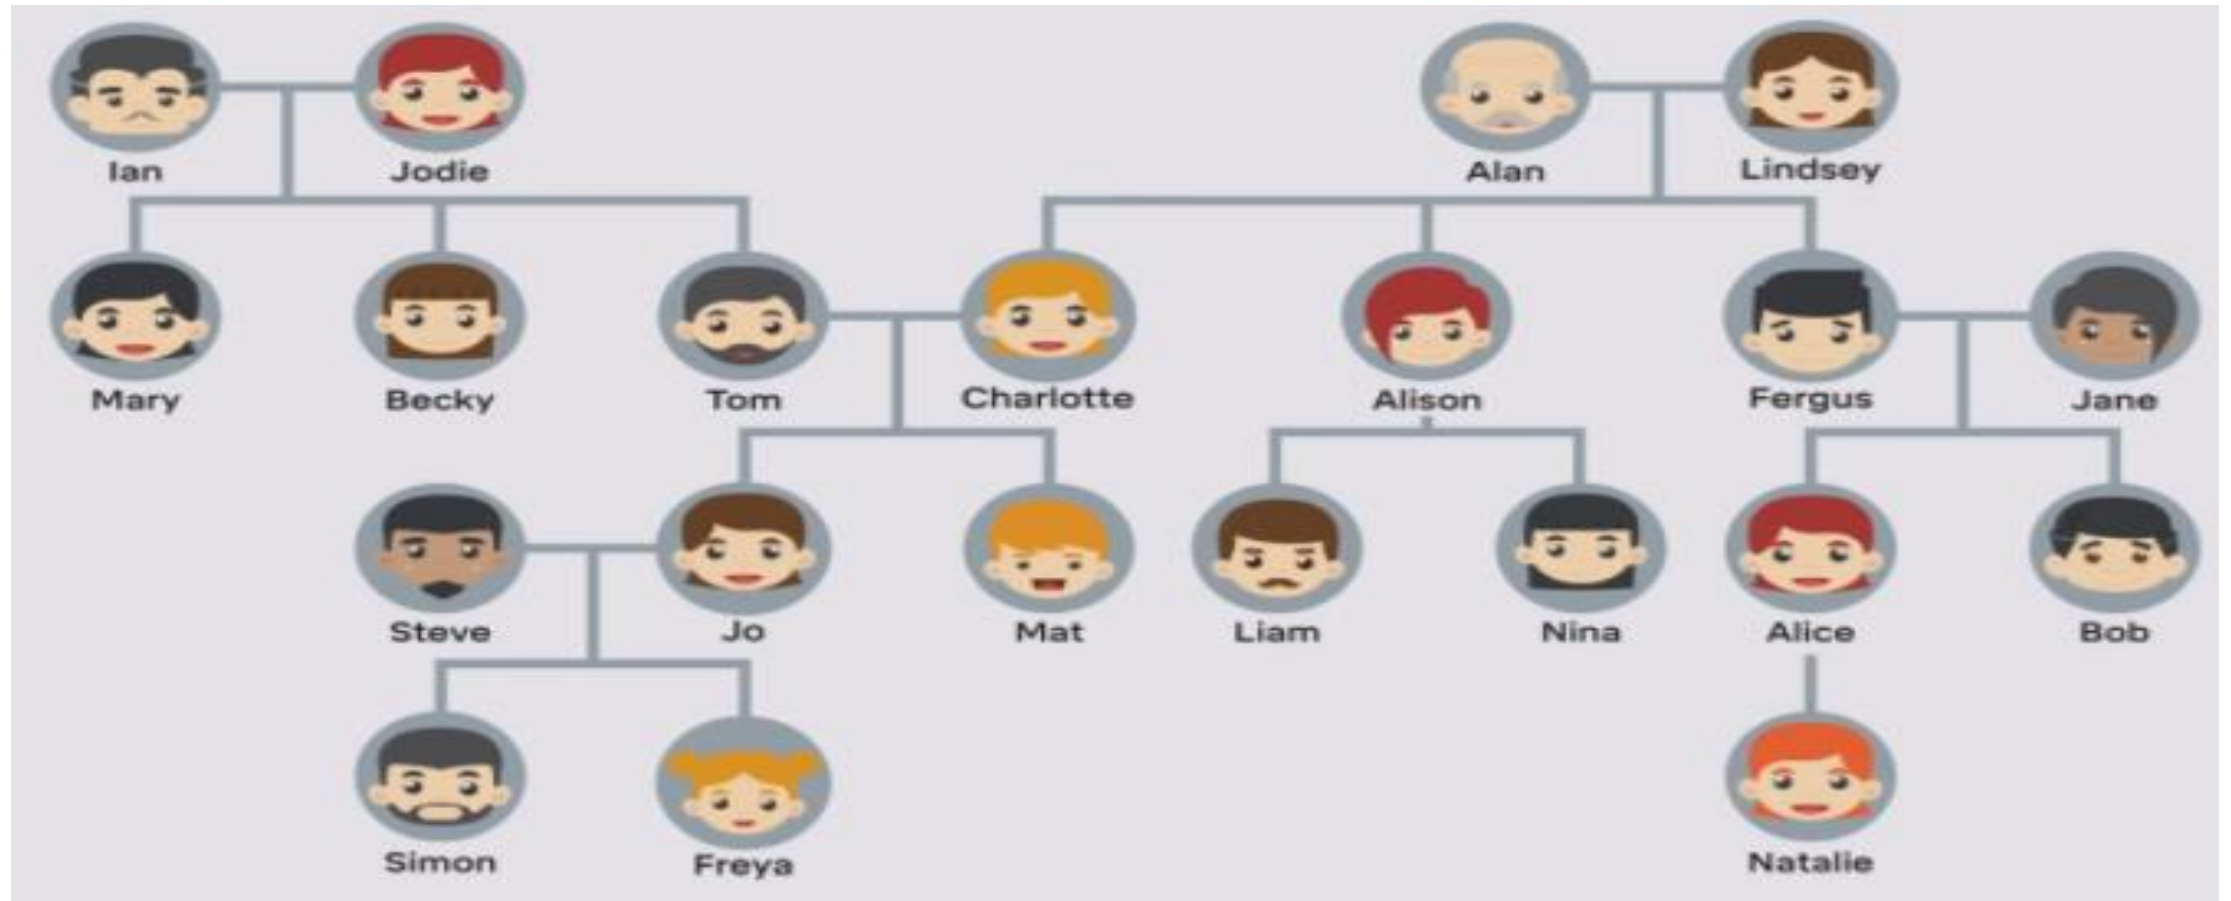 Ian Jodie Alan Lindsey
Mary Becky Tom Charlotte Alison Fergus Jane
Steve Jo Mat Liam Nina Alice Bob
Simon Freya Natalie